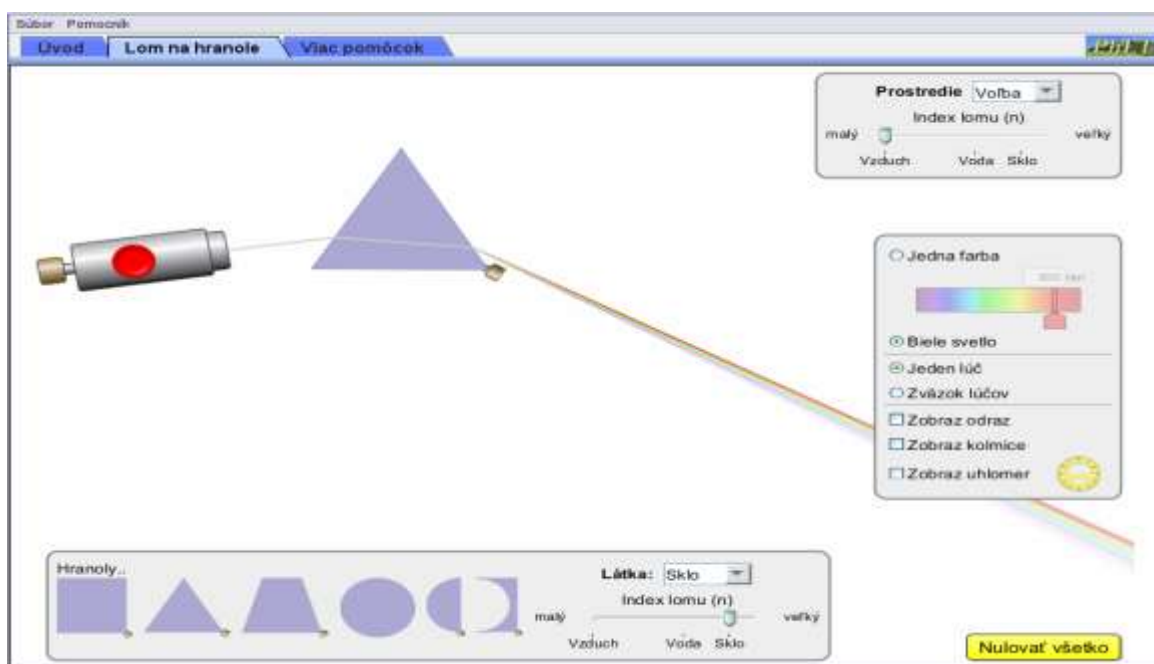 Súbor Pomocník
Úvod Lom na hranole Viac pomôcok
Prostredie Voľba
Index lomu (n)
malý veľký
Vzduch Voda Sklo
Jedna farba
Biele svetlo
Jeden lúč
Zväzok lúčov
Zobraz odraz
Zobraz kolmice
Zobraz uhlomer
Hranoly..
Látka: Sklo
Index lomu (n)
malý veľký
Vzduch Voda Sklo
Nulovať všetko